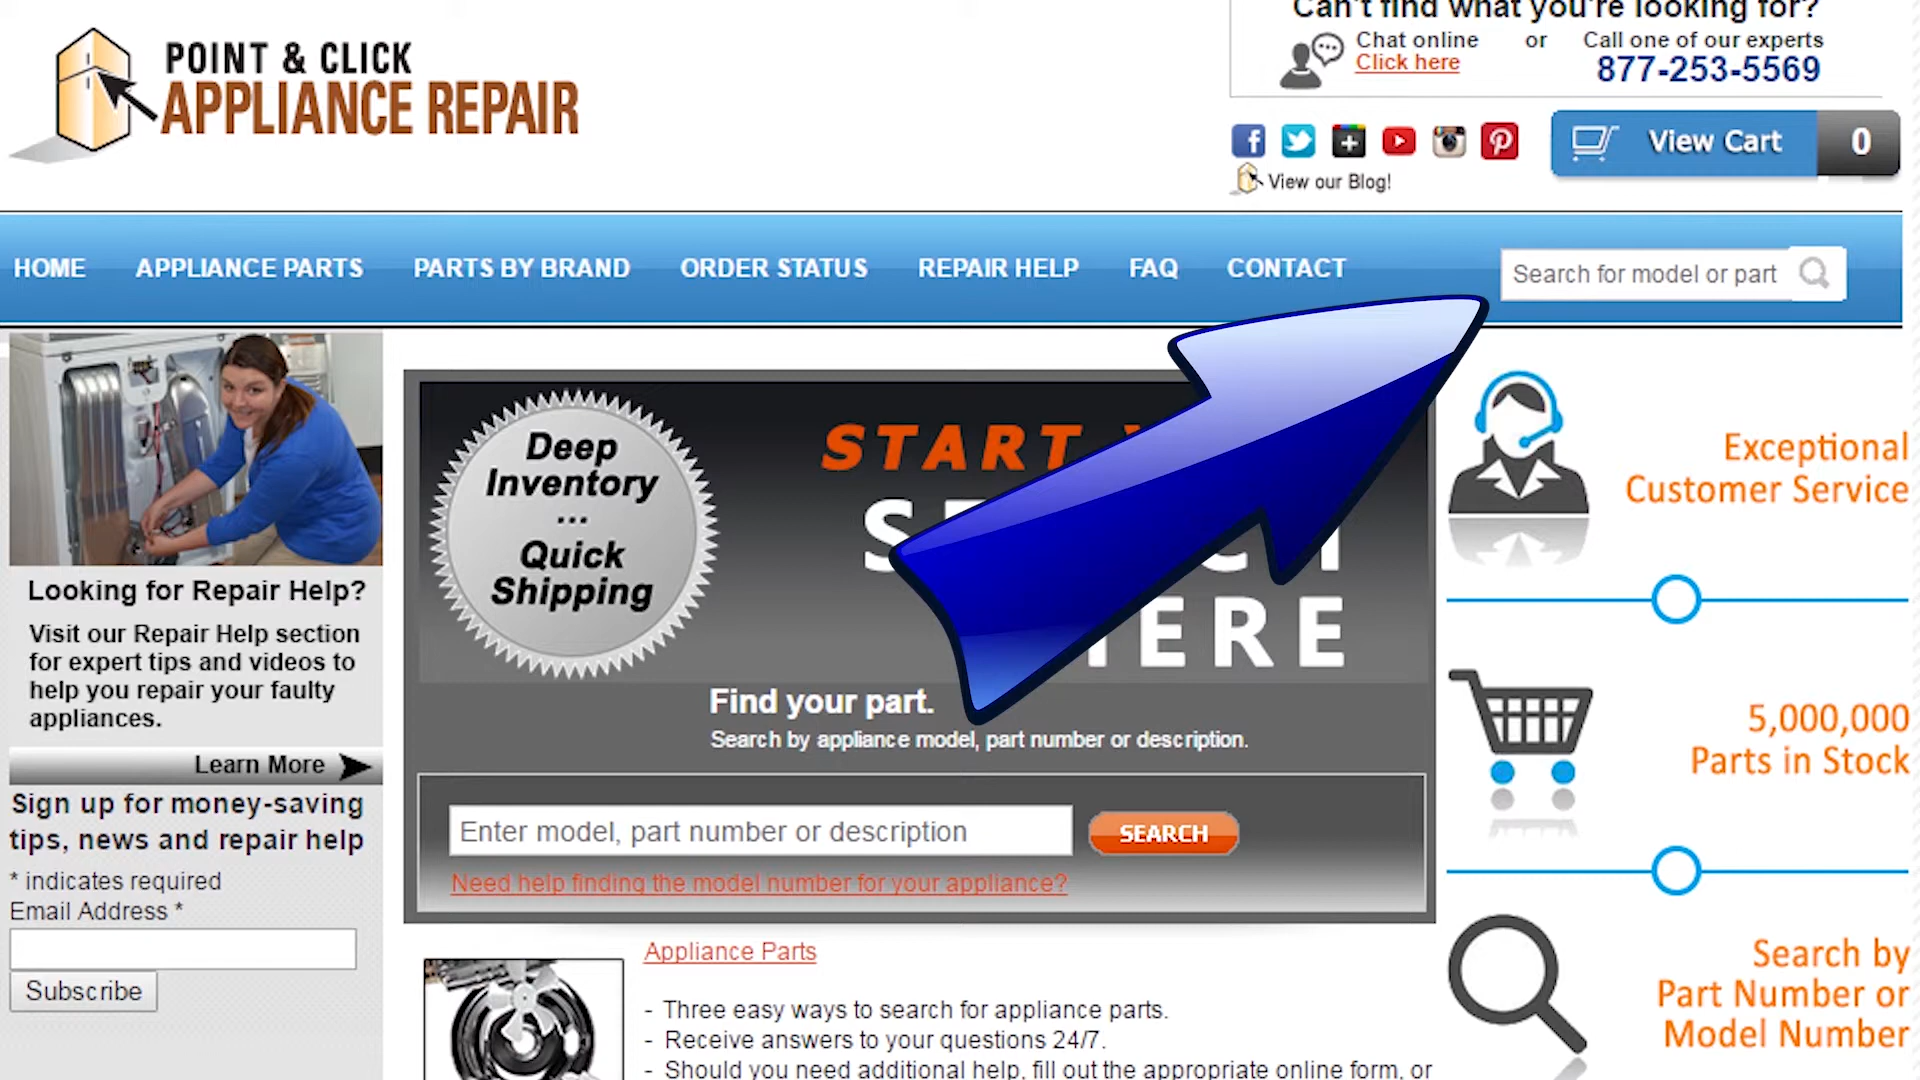 POINT & CLICK
APPLIANCE REPAIR
Can't find what you're looking for?
Chat online or Call one of our experts
Click here
877-253-5569
View Cart 0
View our Blog!
HOME APPLIANCE PARTS PARTS BY BRAND ORDER STATUS REPAIR HELP FAQ CONTACT
Search for model or part
Looking for Repair Help?
Visit our Repair Help section
for expert tips and videos to
help you repair your faulty
appliances.
Learn More
Sign up for money-saving
tips, news and repair help
* indicates required
Email Address *
Subscribe
Deep
Inventory
...
Quick
Shipping
START
Find your part.
Search by appliance model, part number or description.
Enter model, part number or description
SEARCH
Need help finding the model number for your appliance?
Appliance Parts
- Three easy ways to search for appliance parts.
- Receive answers to your questions 24/7.
- Should you need additional help, fill out the appropriate online form, or
Exceptional
Customer Service
5,000,000
Parts in Stock
Search by
Part Number or
Model Number